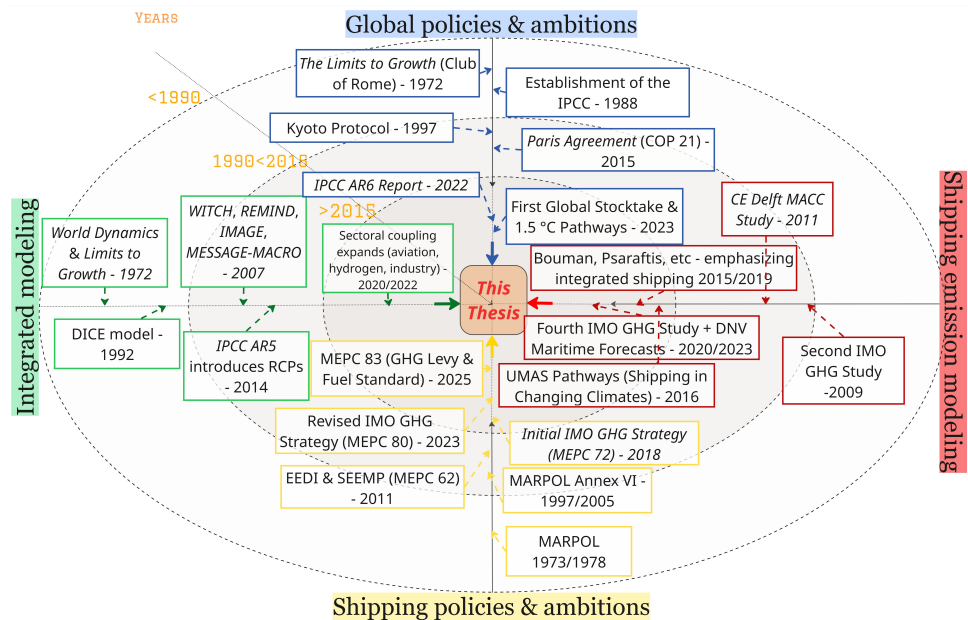 Years
Global policies & ambitions
<1990
1990<2015
>2015
The Limits to Growth (Club
of Rome) - 1972
Establishment of the
IPCC - 1988
Kyoto Protocol - 1997
Paris Agreement (COP 21) -
2015
IPCC AR6 Report - 2022
First Global Stocktake &
1.5 °C Pathways - 2023
Integrated modeling
World Dynamics
& Limits to
Growth - 1972
WITCH, REMIND,
IMAGE,
MESSAGE-MACRO
- 2007
Sectoral coupling
expands (aviation,
hydrogen, industry) -
2020/2022
DICE model -
1992
IPCC AR5
introduces RCPs
- 2014
This
Thesis
Shipping emission modeling
CE Delft MACC
Study - 2011
Bouman, Psaraftis, etc - emphasizing
integrated shipping 2015/2019
Fourth IMO GHG Study + DNV
Maritime Forecasts - 2020/2023
UMAS Pathways (Shipping in
Changing Climates) - 2016
Second IMO
GHG Study
-2009
MEPC 83 (GHG Levy &
Fuel Standard) - 2025
Revised IMO GHG
Strategy (MEPC 80) - 2023
Initial IMO GHG Strategy
(MEPC 72) - 2018
EEDI & SEEMP (MEPC 62)
- 2011
MARPOL Annex VI -
1997/2005
MARPOL
1973/1978
Shipping policies & ambitions